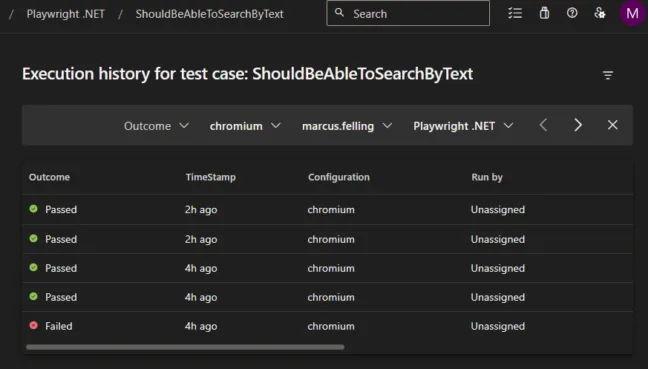 / Playwright .NET / ShouldBeAbleToSearchByText Search M
Execution history for test case: ShouldBeAbleToSearchByText
Outcome chromium marcus.felling Playwright .NET
Outcome TimeStamp Configuration Run by
Passed 2h ago chromium Unassigned
Passed 2h ago chromium Unassigned
Passed 4h ago chromium Unassigned
Passed 4h ago chromium Unassigned
Failed 4h ago chromium Unassigned